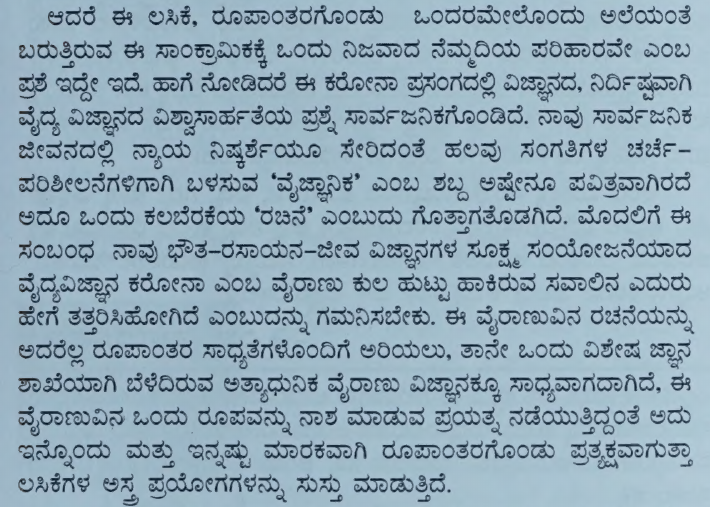 ಆದರೆ ಈ ಲಸಿಕೆ, ರೂಪಾಂತರಗೊಂಡು ಒಂದರಮೇಲೊಂದು ಅಲೆಯಂತೆ
ಬರುತ್ತಿರುವ ಈ ಸಾಂಕ್ರಾಮಿಕಕ್ಕೆ ಒಂದು ನಿಜವಾದ ನೆಮ್ಮದಿಯ ಪರಿಹಾರವೇ ಎಂಬ
ಪ್ರಶೆ ಇದ್ದೇ ಇದೆ. ಹಾಗೆ ನೋಡಿದರೆ ಈ ಕರೋನಾ ಪ್ರಸಂಗದಲ್ಲಿ ವಿಜ್ಞಾನದ, ನಿರ್ದಿಷ್ಟವಾಗಿ
ವೈದ್ಯ ವಿಜ್ಞಾನದ ವಿಶ್ವಾಸಾರ್ಹತೆಯ ಪ್ರಶ್ನೆ ಸಾರ್ವಜನಿಕಗೊಂಡಿದೆ. ನಾವು ಸಾರ್ವಜನಿಕ
ಜೀವನದಲ್ಲಿ ನ್ಯಾಯ ನಿಷ್ಕರ್ಶೆಯೂ ಸೇರಿದಂತೆ ಹಲವು ಸಂಗತಿಗಳ ಚರ್ಚೆ–
ಪರಿಶೀಲನೆಗಳಿಗಾಗಿ ಬಳಸುವ ‘ವೈಜ್ಞಾನಿಕ’ ಎಂಬ ಶಬ್ದ ಅಷ್ಟೇನೂ ಪವಿತ್ರವಾಗಿರದೆ
ಅದೂ ಒಂದು ಕಲಬೆರಕೆಯ ‘ರಚನೆ’ ಎಂಬುದು ಗೊತ್ತಾಗತೊಡಗಿದೆ. ಮೊದಲಿಗೆ ಈ
ಸಂಬಂಧ ನಾವು ಭೌತ–ರಸಾಯನ–ಜೀವ ವಿಜ್ಞಾನಗಳ ಸೂಕ್ಷ್ಮ ಸಂಯೋಜನೆಯಾದ
ವೈದ್ಯವಿಜ್ಞಾನ ಕರೋನಾ ಎಂಬ ವೈರಾಣು ಕುಲ ಹುಟ್ಟು ಹಾಕಿರುವ ಸವಾಲಿನ ಎದುರು
ಹೇಗೆ ತತ್ತರಿಸಿಹೋಗಿದೆ ಎಂಬುದನ್ನು ಗಮನಿಸಬೇಕು. ಈ ವೈರಾಣುವಿನ ರಚನೆಯನ್ನು
ಅದರೆಲ್ಲ ರೂಪಾಂತರ ಸಾಧ್ಯತೆಗಳೊಂದಿಗೆ ಅರಿಯಲು, ತಾನೇ ಒಂದು ವಿಶೇಷ ಜ್ಞಾನ
ಶಾಖೆಯಾಗಿ ಬೆಳೆದಿರುವ ಅತ್ಯಾಧುನಿಕ ವೈರಾಣು ವಿಜ್ಞಾನಕ್ಕೂ ಸಾಧ್ಯವಾಗದಾಗಿದೆ, ಈ
ವೈರಾಣುವಿನ ಒಂದು ರೂಪವನ್ನು ನಾಶ ಮಾಡುವ ಪ್ರಯತ್ನ ನಡೆಯುತ್ತಿದ್ದಂತೆ ಅದು
ಇನ್ನೊಂದು ಮತ್ತು ಇನ್ನಷ್ಟು ಮಾರಕವಾಗಿ ರೂಪಾಂತರಗೊಂಡು ಪ್ರತ್ಯಕ್ಷವಾಗುತ್ತಾ
ಲಸಿಕೆಗಳ ಅಸ್ತ್ರ ಪ್ರಯೋಗಗಳನ್ನು ಸುಸ್ತು ಮಾಡುತ್ತಿದೆ.